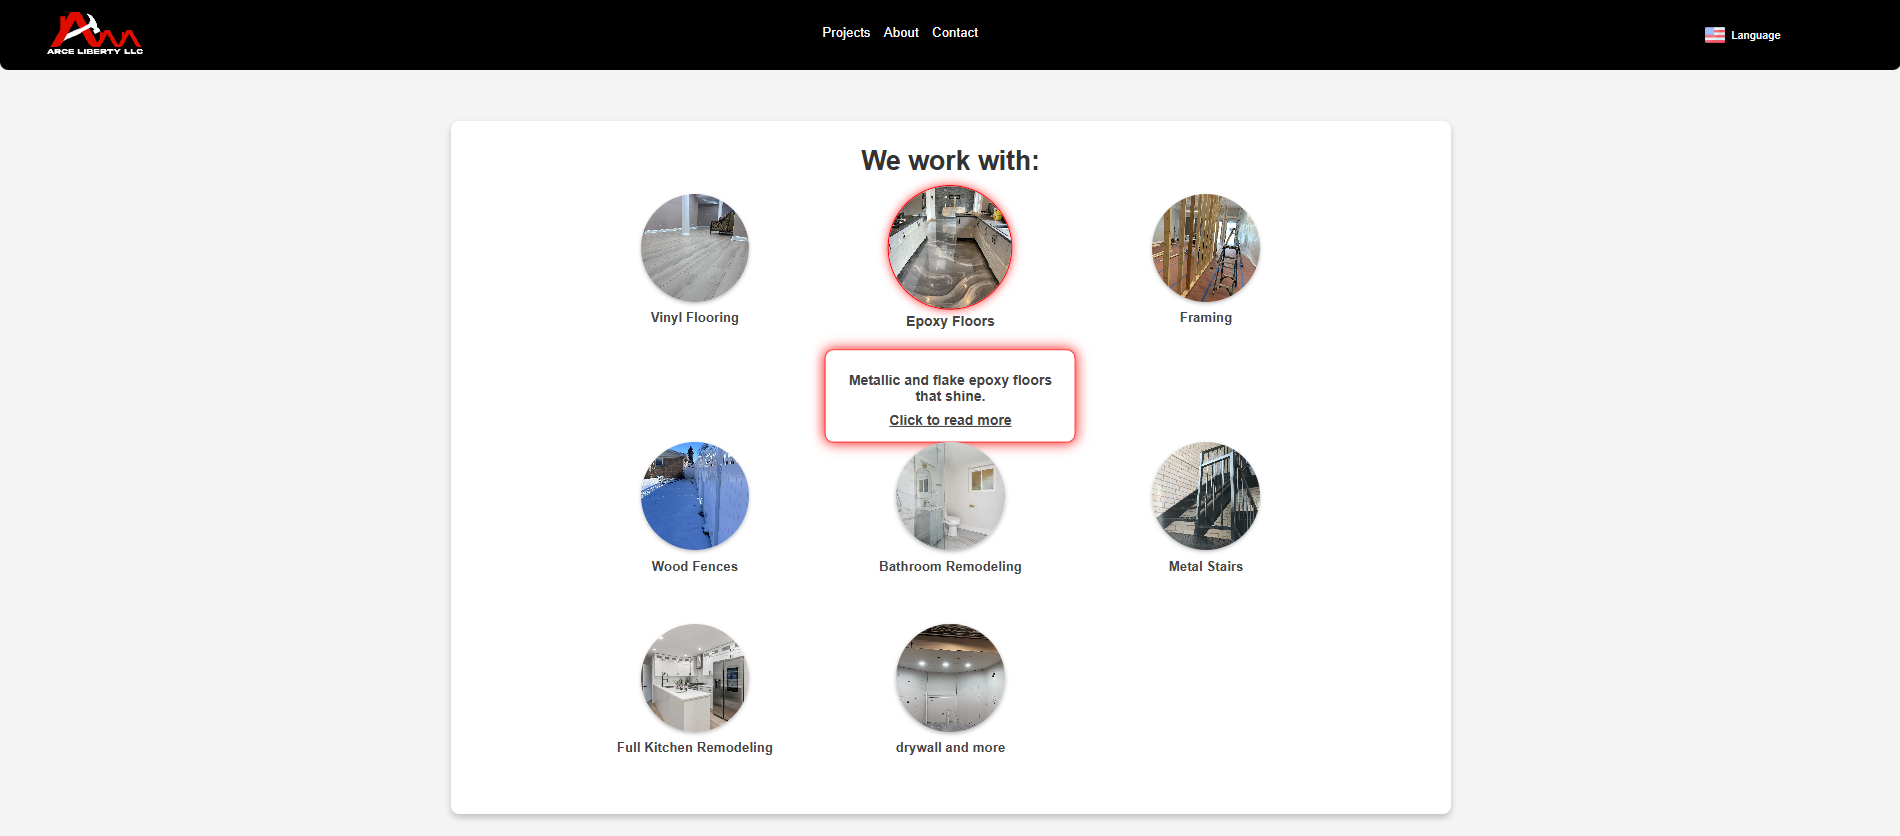 ARCE LIBERTY LLC
Projects About Contact
Language
We work with:
Vinyl Flooring
Epoxy Floors
Framing
Metallic and flake epoxy floors
that shine.
Click to read more
Wood Fences
Bathroom Remodeling
Metal Stairs
Full Kitchen Remodeling
drywall and more